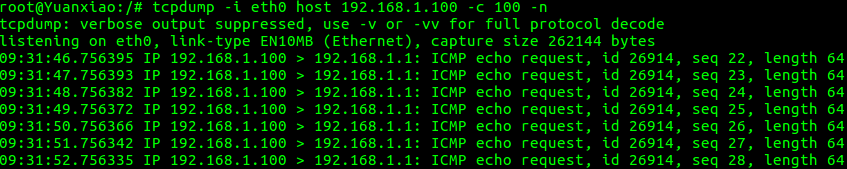 root@Yuanxiao:/# tcpdump -i eth0 host 192.168.1.100 -c 100 -n
tcpdump: verbose output suppressed, use -v or -vv for full protocol decode
listening on eth0, link-type EN10MB (Ethernet), capture size 262144 bytes
09:31:46.756395 IP 192.168.1.100 > 192.168.1.1: ICMP echo request, id 26914, seq 22, length 64
09:31:47.756393 IP 192.168.1.100 > 192.168.1.1: ICMP echo request, id 26914, seq 23, length 64
09:31:48.756382 IP 192.168.1.100 > 192.168.1.1: ICMP echo request, id 26914, seq 24, length 64
09:31:49.756372 IP 192.168.1.100 > 192.168.1.1: ICMP echo request, id 26914, seq 25, length 64
09:31:50.756366 IP 192.168.1.100 > 192.168.1.1: ICMP echo request, id 26914, seq 26, length 64
09:31:51.756342 IP 192.168.1.100 > 192.168.1.1: ICMP echo request, id 26914, seq 27, length 64
09:31:52.756335 IP 192.168.1.100 > 192.168.1.1: ICMP echo request, id 26914, seq 28, length 64